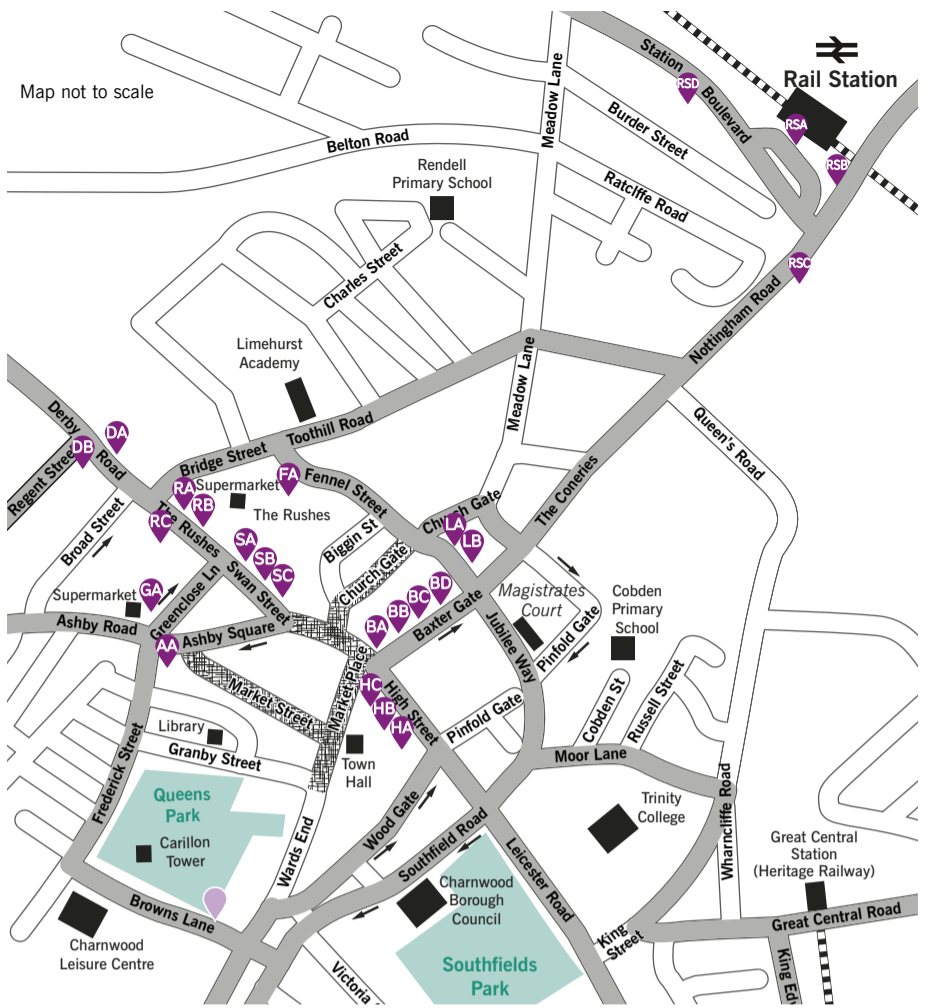 Map not to scale
Station
Boulevard
RSD
Rail Station
RSA
RSB
RSC
Meadow Lane
Burder Street
Belton Road
Rendell
Primary School
Ratcliffe Road
Charles Street
Nottingham Road
Limehurst
Academy
Meadow Lane
Derby
Road
DA
DB
Regent Stree
Bridge Street
Toothill Road
Queen's Road
RA
Supermarket
FA
Fennel Street
RB
The Rushes
RC
The Rushes
Broad Street
Church Gate
LA
LB
The Coneries
SA
SB
SC
Swan Street
Biggin St
Church Gate
GA
Supermarket
Greenclose Ln
Ashby Road
AA
Ashby Square
BA
BB
BC
BD
Baxter Gate
Magistrates
Court
Cobden
Primary
School
Jubilee Way
Pinfold Gate
Market Street
Market Place
HC
HB
HA
High Street
Pinfold Gate
Cobden St
Russell Street
Library
Granby Street
Town
Hall
Moor Lane
Frederick Street
Queens
Park
Carillon
Tower
Wood Gate
Wards End
Southfield Road
Leicester Road
Trinity
College
Wharncliffe Road
Great Central
Station
(Heritage Railway)
Browns Lane
Charnwood
Leisure Centre
Charnwood
Borough
Council
Southfields
Park
King
Street
Great Central Road
King Ed
Victoria